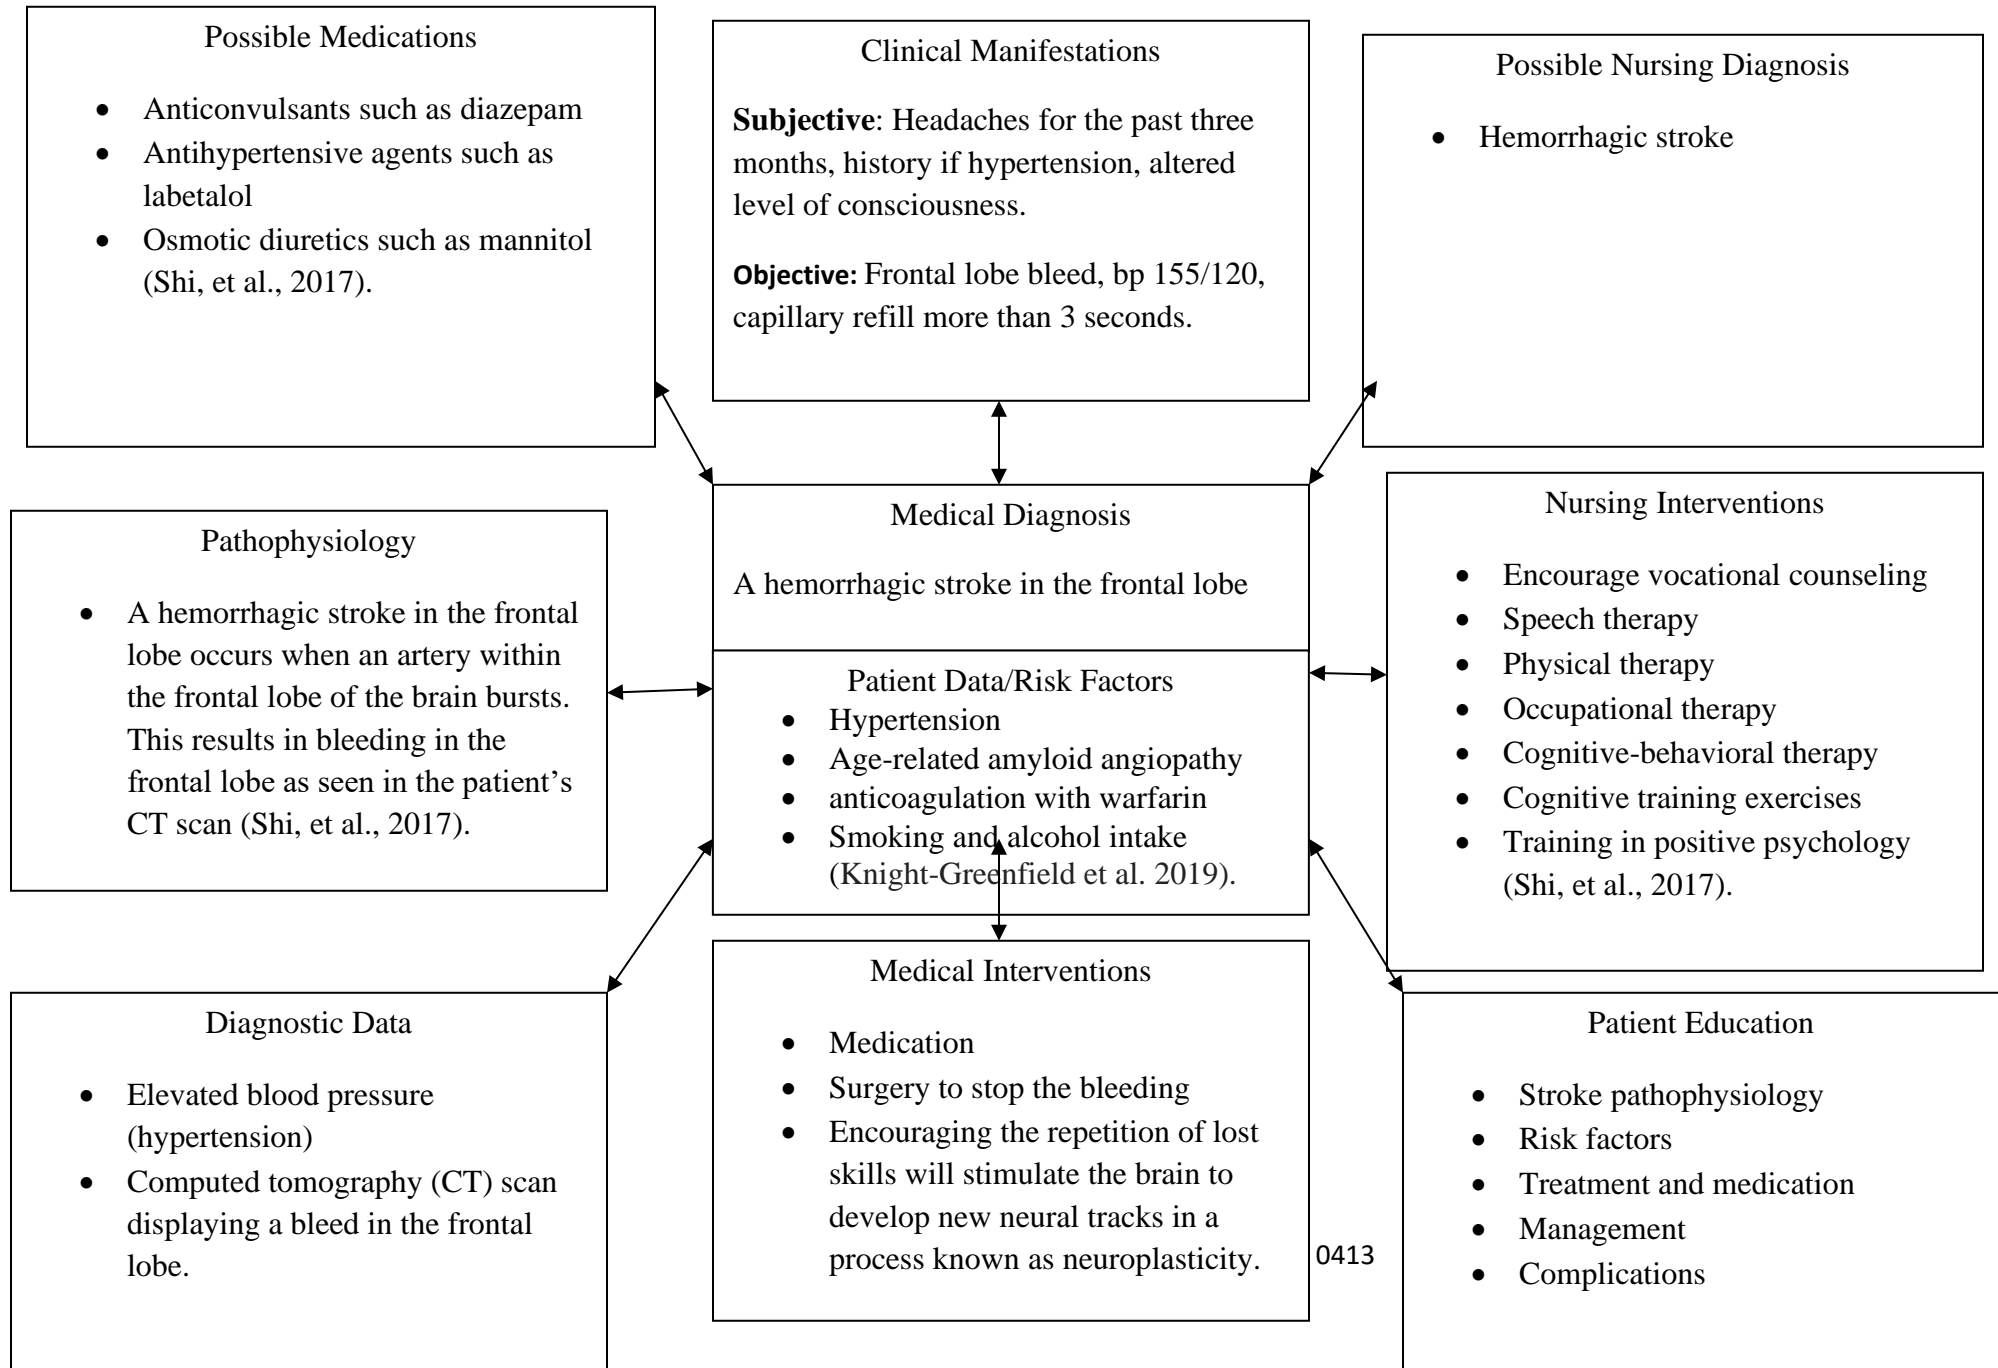 Possible Medications
• Anticonvulsants such as diazepam
• Antihypertensive agents such as
labetalol
• Osmotic diuretics such as mannitol
(Shi, et al., 2017).
Clinical Manifestations
Subjective: Headaches for the past three
months, history if hypertension, altered
level of consciousness.
Objective: Frontal lobe bleed, bp 155/120,
capillary refill more than 3 seconds.
Possible Nursing Diagnosis
• Hemorrhagic stroke
Pathophysiology
• A hemorrhagic stroke in the frontal
lobe occurs when an artery within
the frontal lobe of the brain bursts.
This results in bleeding in the
frontal lobe as seen in the patient’s
CT scan (Shi, et al., 2017).
Medical Diagnosis
A hemorrhagic stroke in the frontal lobe
Patient Data/Risk Factors
• Hypertension
• Age-related amyloid angiopathy
• anticoagulation with warfarin
• Smoking and alcohol intake
(Knight-Greenfield et al. 2019).
Nursing Interventions
• Encourage vocational counseling
• Speech therapy
• Physical therapy
• Occupational therapy
• Cognitive-behavioral therapy
• Cognitive training exercises
• Training in positive psychology
(Shi, et al., 2017).
Diagnostic Data
• Elevated blood pressure
(hypertension)
• Computed tomography (CT) scan
displaying a bleed in the frontal
lobe.
Medical Interventions
• Medication
• Surgery to stop the bleeding
• Encouraging the repetition of lost
skills will stimulate the brain to
develop new neural tracks in a
process known as neuroplasticity.
0413
Patient Education
• Stroke pathophysiology
• Risk factors
• Treatment and medication
• Management
• Complications